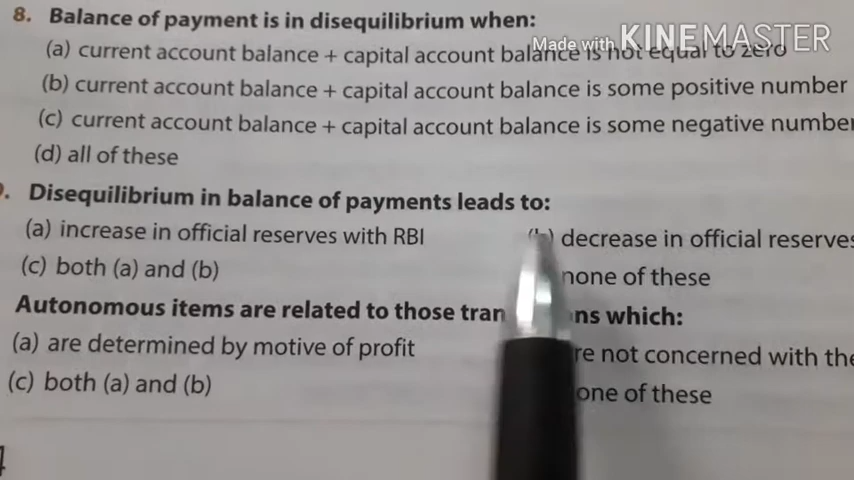 8. Balance of payment is in disequilibrium when:
Made with KINEMASTER
(a) current account balance + capital account balance is not equal to zero
(b) current account balance + capital account balance is some positive number
(c) current account balance + capital account balance is some negative number
(d) all of these
Disequilibrium in balance of payments leads to:
(a) increase in official reserves with RBI (b) decrease in official reserves
(c) both (a) and (b) none of these
Autonomous items are related to those which:
(a) are determined by motive of profit not concerned with the
(c) both (a) and (b) of these